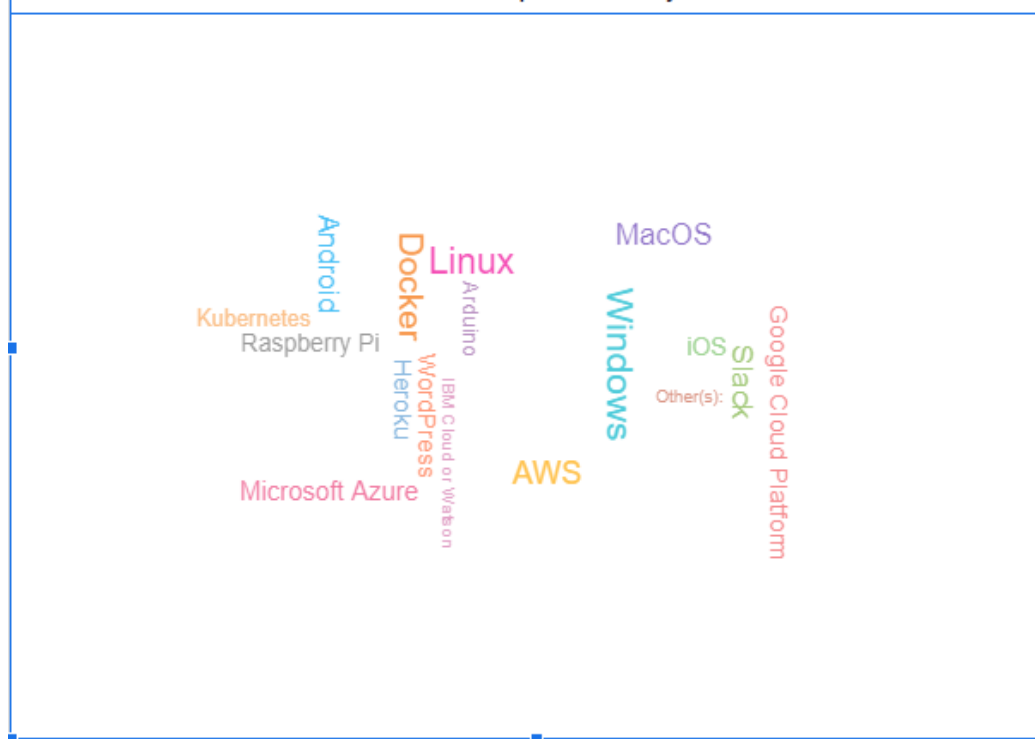 Android
Docker
Linux
MacOS
Arduino
Windows
Kubernetes
Raspberry Pi
iOS
Slack
Google Cloud Platform
WordPress
Heroku
IBM Cloud or Watson
Other(s):
AWS
Microsoft Azure